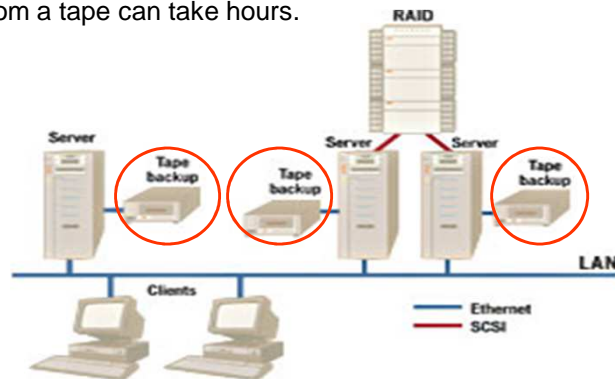 om a tape can take hours.
RAID
Server
Server
Server
Tape
backup
Tape
backup
Tape
backup
LAN
Clients
Ethernet
SCSI